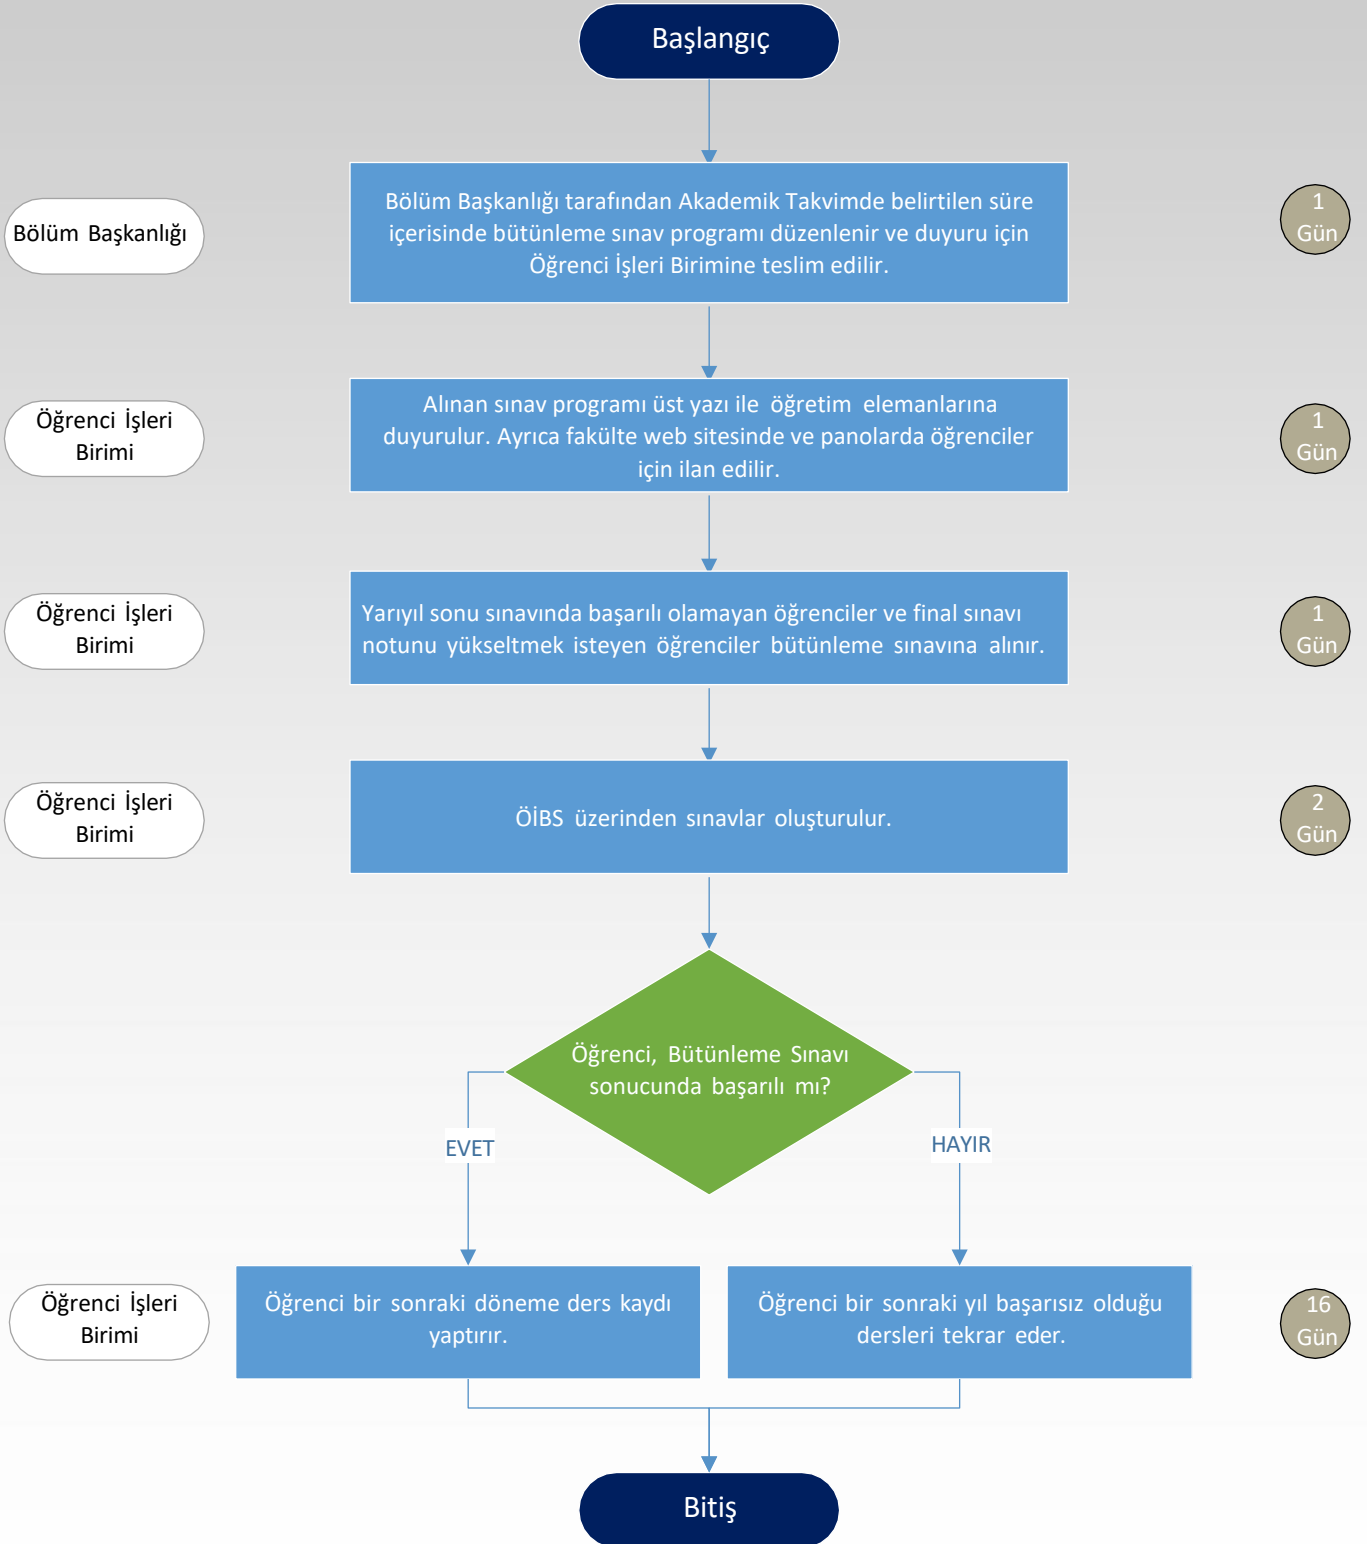 Başlangıç
Bölüm Başkanlığı
Bölüm Başkanlığı tarafından Akademik Takvimde belirtilen süre
içerisinde bütünleme sınav programı düzenlenir ve duyuru için
Öğrenci İşleri Birimine teslim edilir.
1
Gün
Öğrenci İşleri
Birimi
Alınan sınav programı üst yazı ile öğretim elemanlarına
duyurulur. Ayrıca fakülte web sitesinde ve panolarda öğrenciler
için ilan edilir.
1
Gün
Öğrenci İşleri
Birimi
Yarıyıl sonu sınavında başarılı olamayan öğrenciler ve final sınavı
notunu yükseltmek isteyen öğrenciler bütünleme sınavına alınır.
1
Gün
Öğrenci İşleri
Birimi
ÖİBS üzerinden sınavlar oluşturulur.
2
Gün
Öğrenci, Bütünleme Sınavı
sonucunda başarılı mı?
EVET
HAYIR
Öğrenci İşleri
Birimi
Öğrenci bir sonraki döneme ders kaydı
yaptırır.
Öğrenci bir sonraki yıl başarısız olduğu
dersleri tekrar eder.
16
Gün
Bitiş